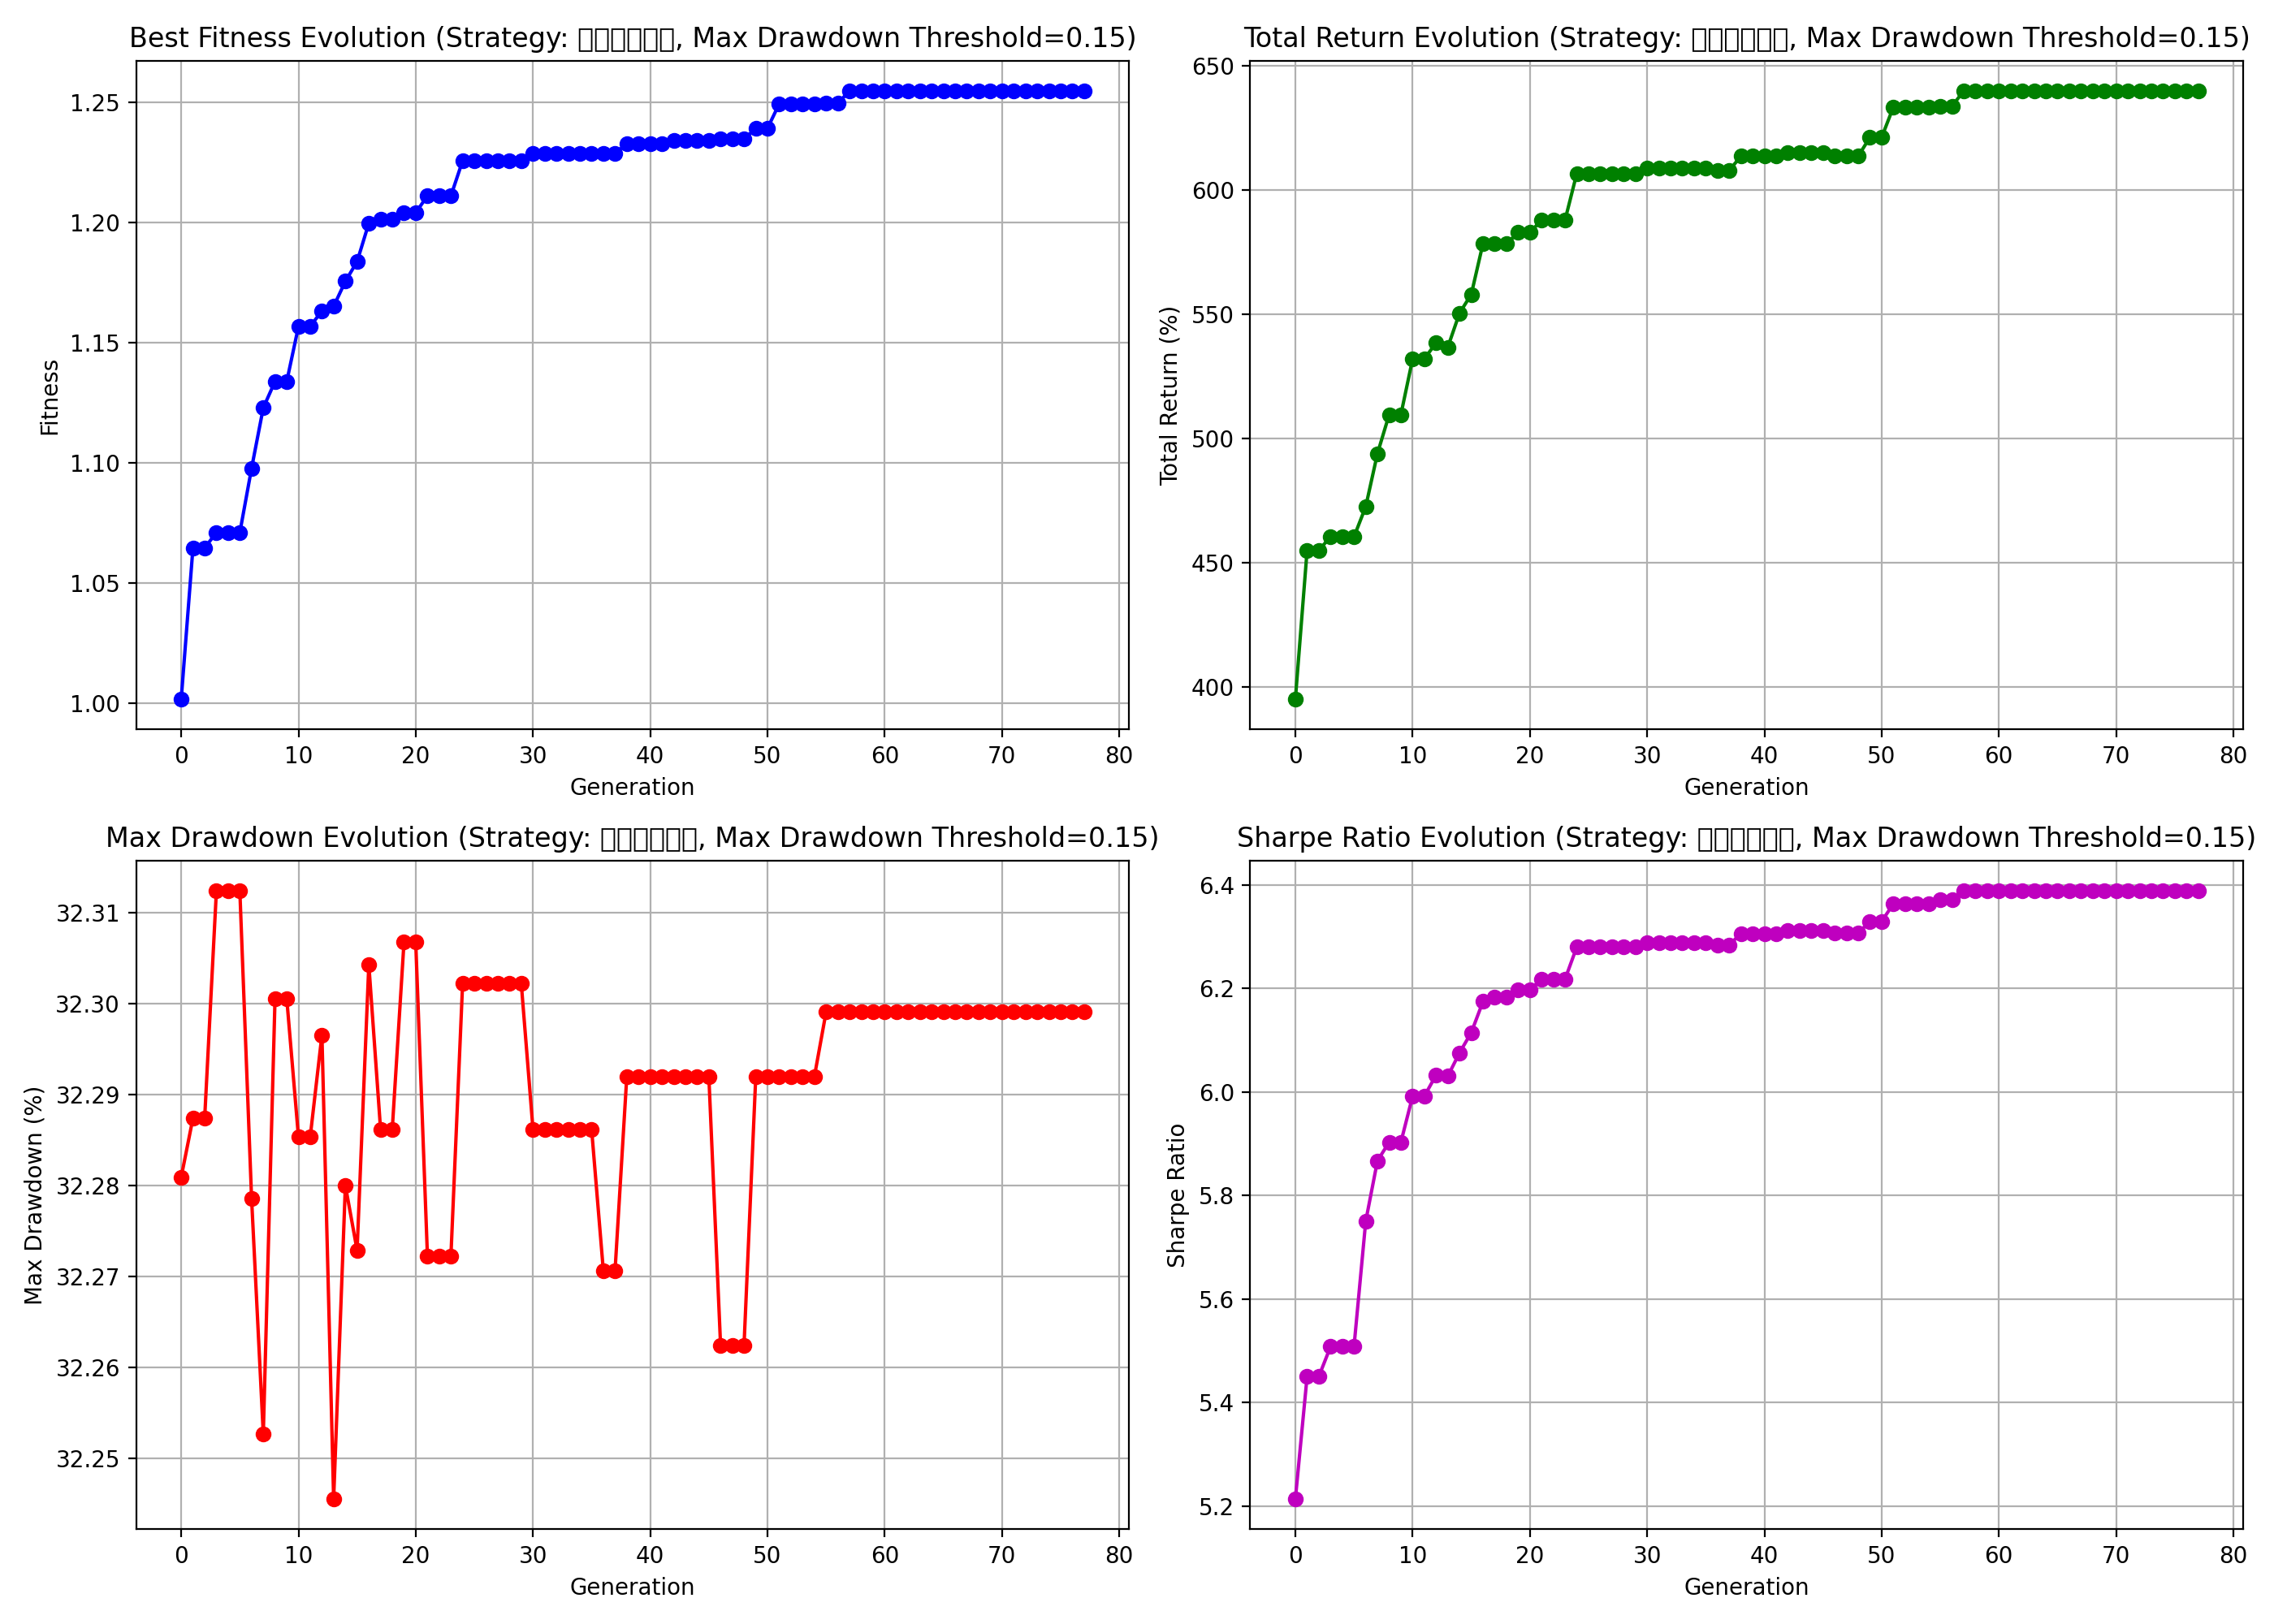 Best Fitness Evolution (Strategy: □□□□□□, Max Drawdown Threshold=0.15)
Fitness
1.25
1.20
1.15
1.10
1.05
1.00
0 10 20 30 40 50 60 70 80
Generation
Total Return Evolution (Strategy: □□□□□□, Max Drawdown Threshold=0.15)
Total Return (%)
650
600
550
500
450
400
0 10 20 30 40 50 60 70 80
Generation
Max Drawdown Evolution (Strategy: □□□□□□, Max Drawdown Threshold=0.15)
Max Drawdown (%)
32.31
32.30
32.29
32.28
32.27
32.26
32.25
0 10 20 30 40 50 60 70 80
Generation
Sharpe Ratio Evolution (Strategy: □□□□□□, Max Drawdown Threshold=0.15)
Sharpe Ratio
6.4
6.2
6.0
5.8
5.6
5.4
5.2
0 10 20 30 40 50 60 70 80
Generation